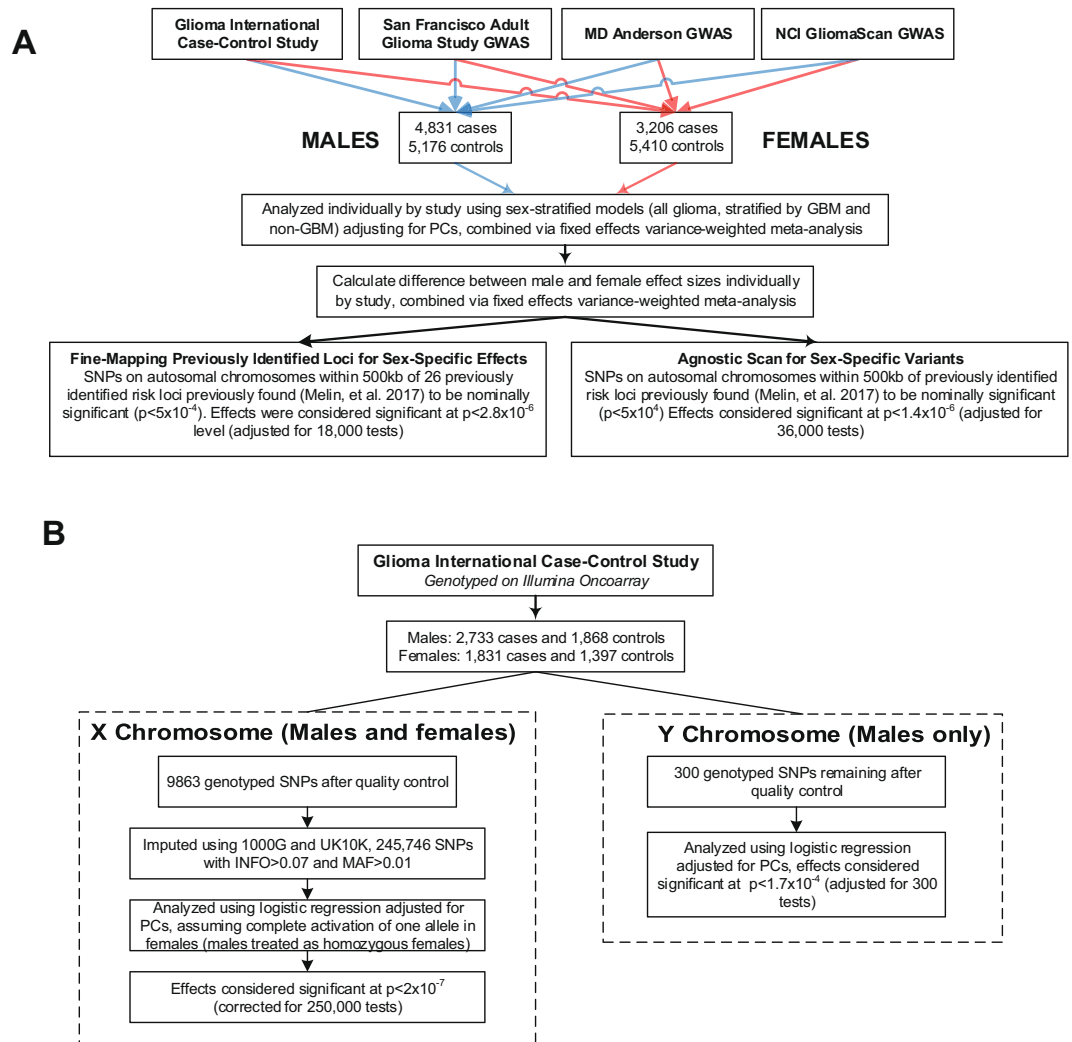 A
Glioma International
Case-Control Study
San Francisco Adult
Glioma Study GWAS
MD Anderson GWAS
NCI GliomaScan GWAS
MALES
4,831 cases
5,176 controls
3,206 cases
5,410 controls
FEMALES
Analyzed individually by study using sex-stratified models (all glioma, stratified by GBM and
non-GBM) adjusting for PCs, combined via fixed effects variance-weighted meta-analysis
Calculate difference between male and female effect sizes individually
by study, combined via fixed effects variance-weighted meta-analysis
Fine-Mapping Previously Identified Loci for Sex-Specific Effects
SNPs on autosomal chromosomes within 500kb of 26 previously
identified risk loci previously found (Melin, et al. 2017) to be nominally
significant (p<5x10⁻⁴). Effects were considered significant at p<2.8x10⁻⁶
level (adjusted for 18,000 tests)
Agnostic Scan for Sex-Specific Variants
SNPs on autosomal chromosomes within 500kb of previously identified
risk loci previously found (Melin, et al. 2017) to be nominally significant
(p<5x10⁴) Effects considered significant at p<1.4x10⁻⁶ (adjusted for
36,000 tests)
B
Glioma International Case-Control Study
Genotyped on Illumina Oncoarray
Males: 2,733 cases and 1,868 controls
Females: 1,831 cases and 1,397 controls
X Chromosome (Males and females)
9863 genotyped SNPs after quality control
Imputed using 1000G and UK10K, 245,746 SNPs
with INFO>0.07 and MAF>0.01
Analyzed using logistic regression adjusted for
PCs, assuming complete activation of one allele in
females (males treated as homozygous females)
Effects considered significant at p<2x10⁻⁷
(corrected for 250,000 tests)
Y Chromosome (Males only)
300 genotyped SNPs remaining after
quality control
Analyzed using logistic regression
adjusted for PCs, effects considered
significant at p<1.7x10⁻⁴ (adjusted for 300
tests)